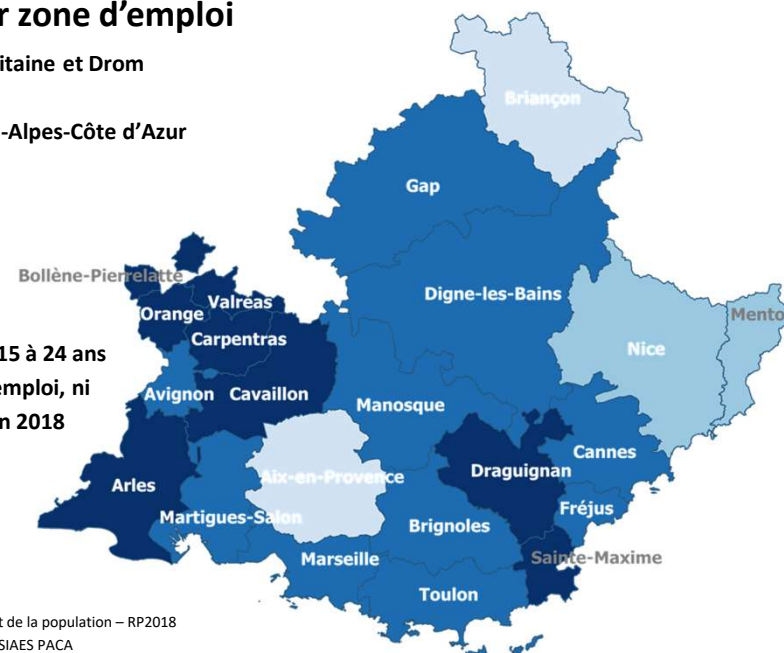 r zone d’emploi
itaine et Drom
-Alpes-Côte d’Azur
Briançon
Gap
Bollène-Pierrelatte
Digne-les-Bains
Valréas
Orange
Mento
Carpentras
Nice
15 à 24 ans
Avignon
Cavaillon
emploi, ni
Manosque
n 2018
Cannes
Draguignan
Aix-en-Provence
Arles
Fréjus
Martigues-Salon
Brignoles
Marseille
Sainte-Maxime
Toulon
t de la population – RP2018
SIAES PACA